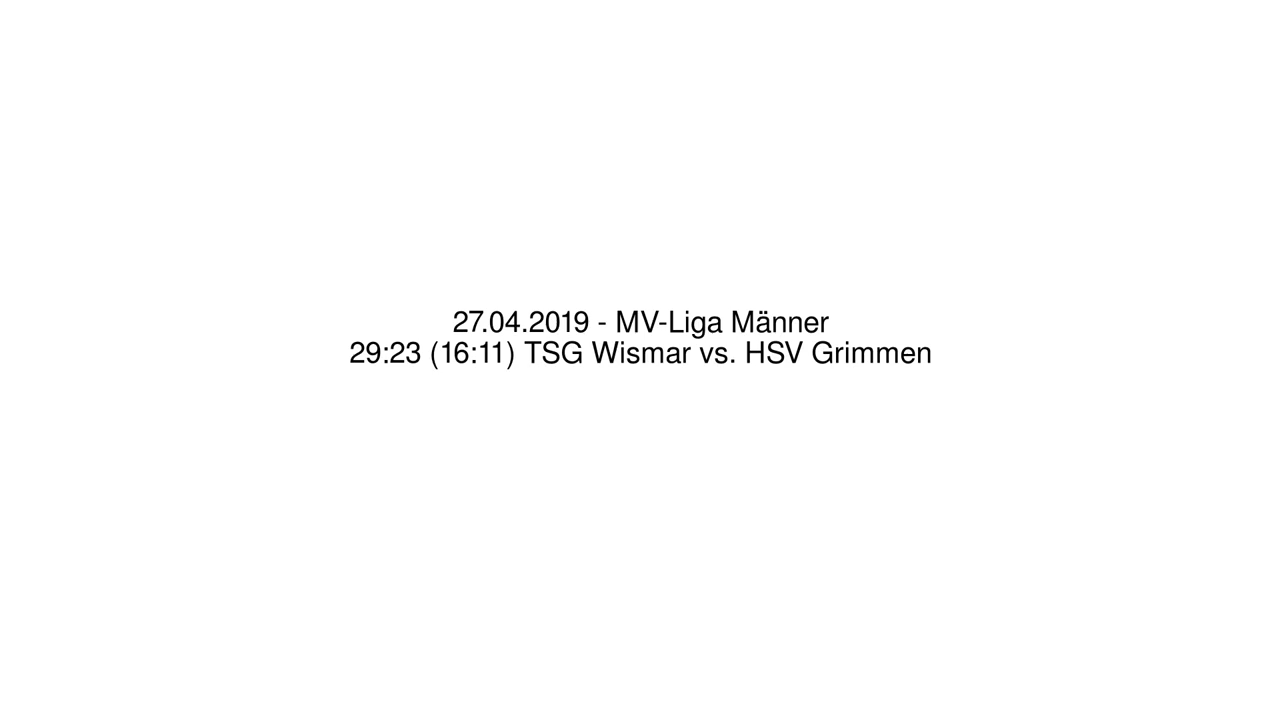 27.04.2019 - MV-Liga Männer
29:23 (16:11) TSG Wismar vs. HSV Grimmen